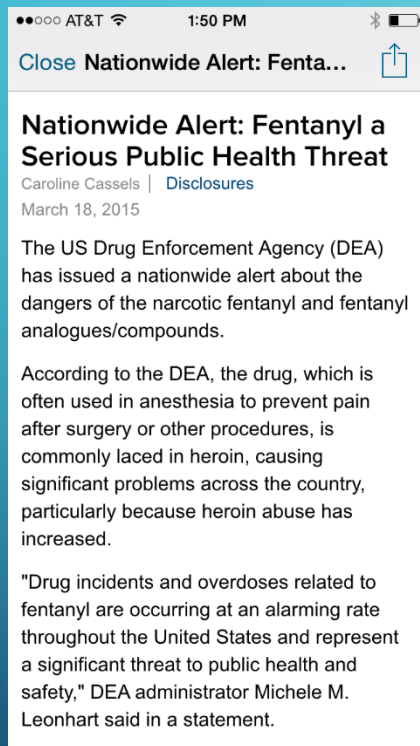 AT&T 1:50 PM
Close Nationwide Alert: Fenta...
Nationwide Alert: Fentanyl a
Serious Public Health Threat
Caroline Cassels | Disclosures
March 18, 2015
The US Drug Enforcement Agency (DEA)
has issued a nationwide alert about the
dangers of the narcotic fentanyl and fentanyl
analogues/compounds.
According to the DEA, the drug, which is
often used in anesthesia to prevent pain
after surgery or other procedures, is
commonly laced in heroin, causing
significant problems across the country,
particularly because heroin abuse has
increased.
"Drug incidents and overdoses related to
fentanyl are occurring at an alarming rate
throughout the United States and represent
a significant threat to public health and
safety," DEA administrator Michele M.
Leonhart said in a statement.